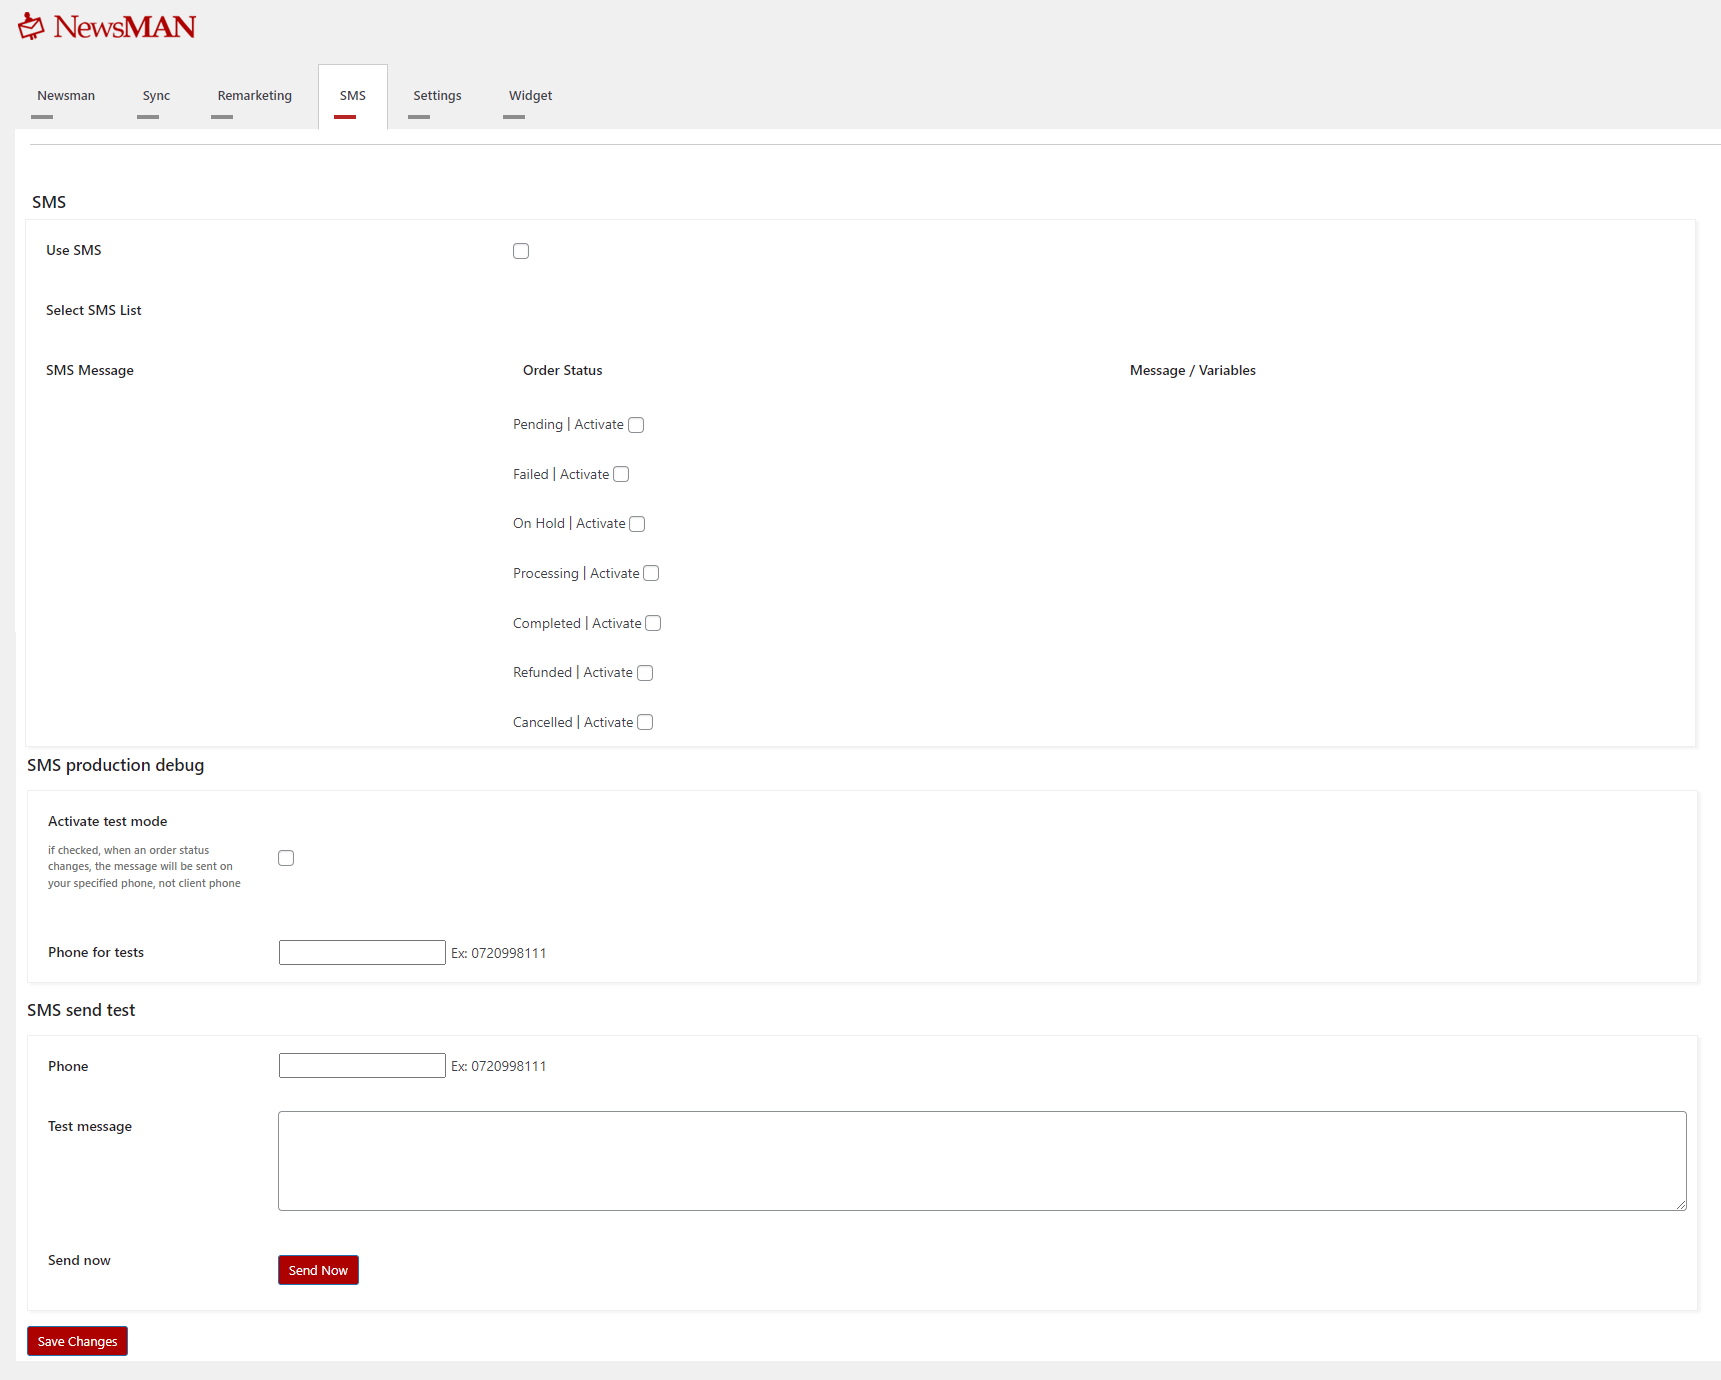 NewsMAN
Newsman Sync Remarketing SMS Settings Widget
SMS
Use SMS
Select SMS List
SMS Message Order Status Message / Variables
Pending | Activate
Failed | Activate
On Hold | Activate
Processing | Activate
Completed | Activate
Refunded | Activate
Cancelled | Activate
SMS production debug
Activate test mode
if checked, when an order status
changes, the message will be sent on
your specified phone, not client phone
Phone for tests Ex: 0720998111
SMS send test
Phone Ex: 0720998111
Test message
Send now Send Now
Save Changes